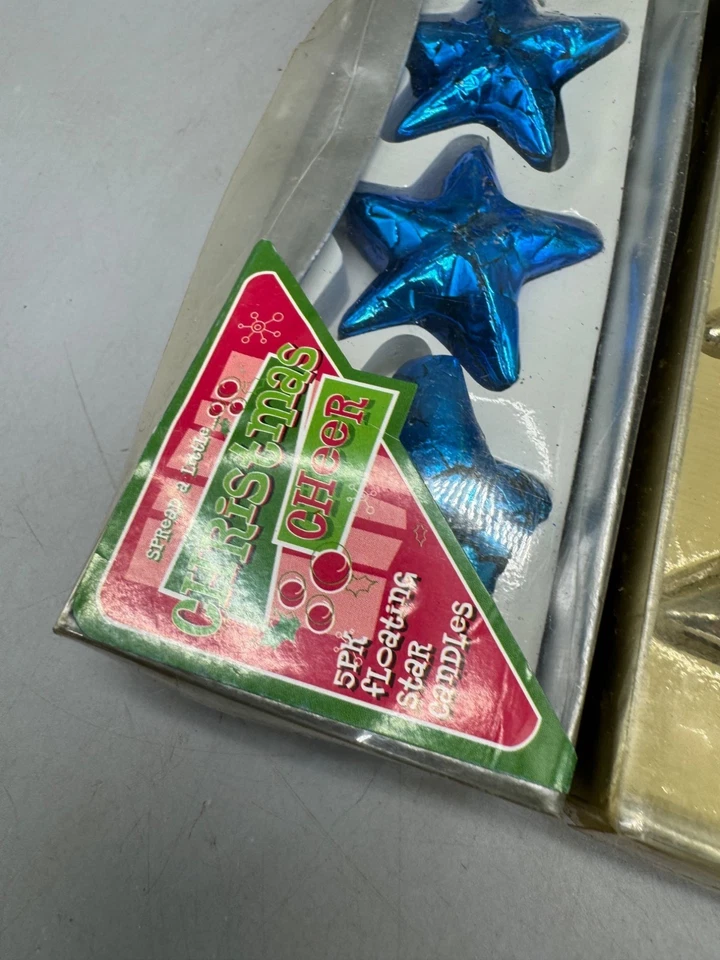 Spread a Little...
CHRiStmas
CHeeR
5PK
fLoatinG
StaR
CanDLes